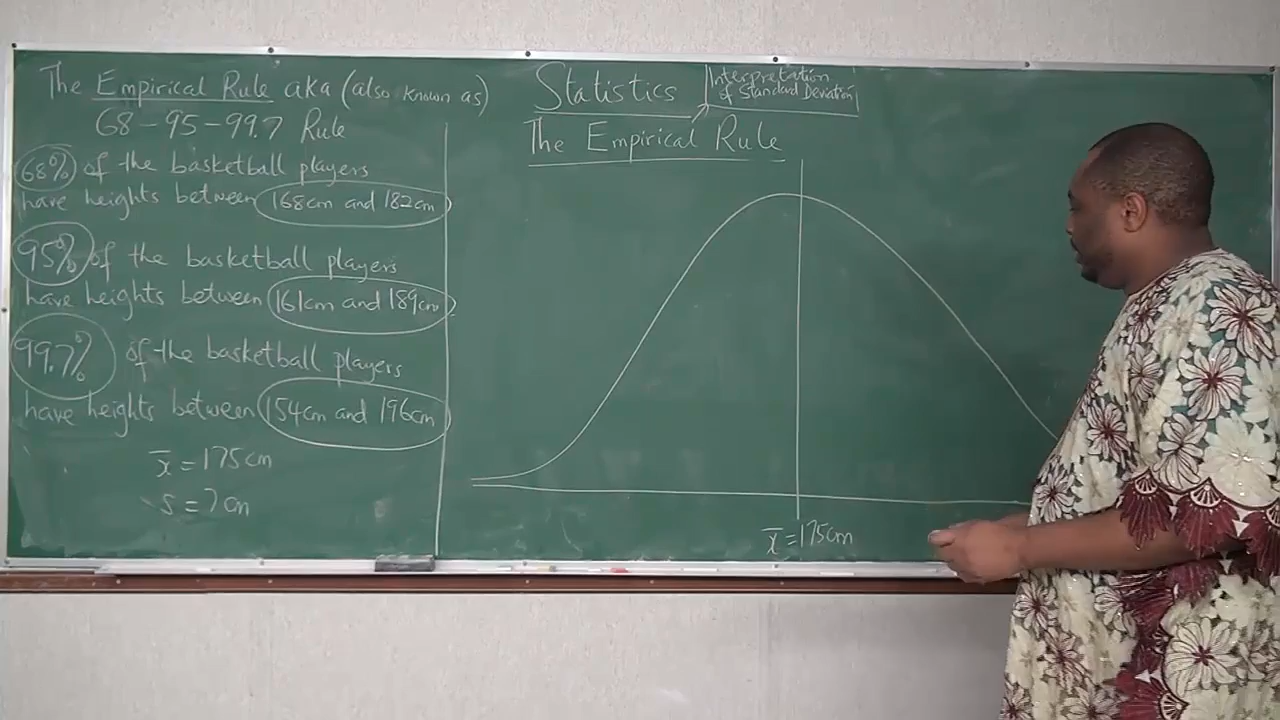 The Empirical Rule aka (also known as)
68-95-99.7 Rule
68% of the basketball players
have heights between 168cm and 182cm
95% of the basketball players
have heights between 161cm and 189cm
99.7% of the basketball players
have heights between 154cm and 196cm
x̄ = 175cm
s = 7cm
Statistics
Interpretation
of Standard Deviation
The Empirical Rule
x̄ = 175cm